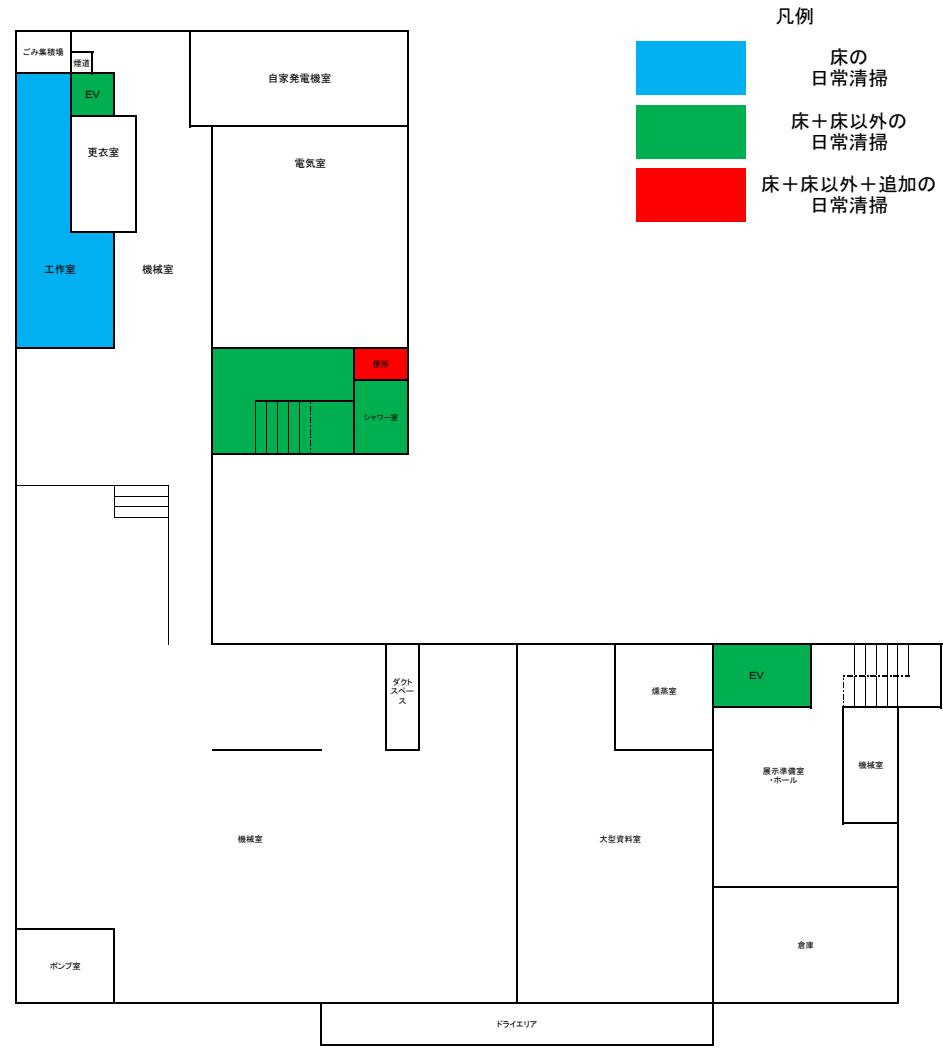 凡例
床の
日常清掃
床＋床以外の
日常清掃
床＋床以外＋追加の
日常清掃
ごみ集積場
煙道
EV
自家発電機室
更衣室
電気室
工作室
機械室
便所
シャワー室
ダクト
スペー
ス
燻蒸室
EV
展示準備室
・ホール
機械室
機械室
大型資料室
倉庫
ポンプ室
ドライエリア